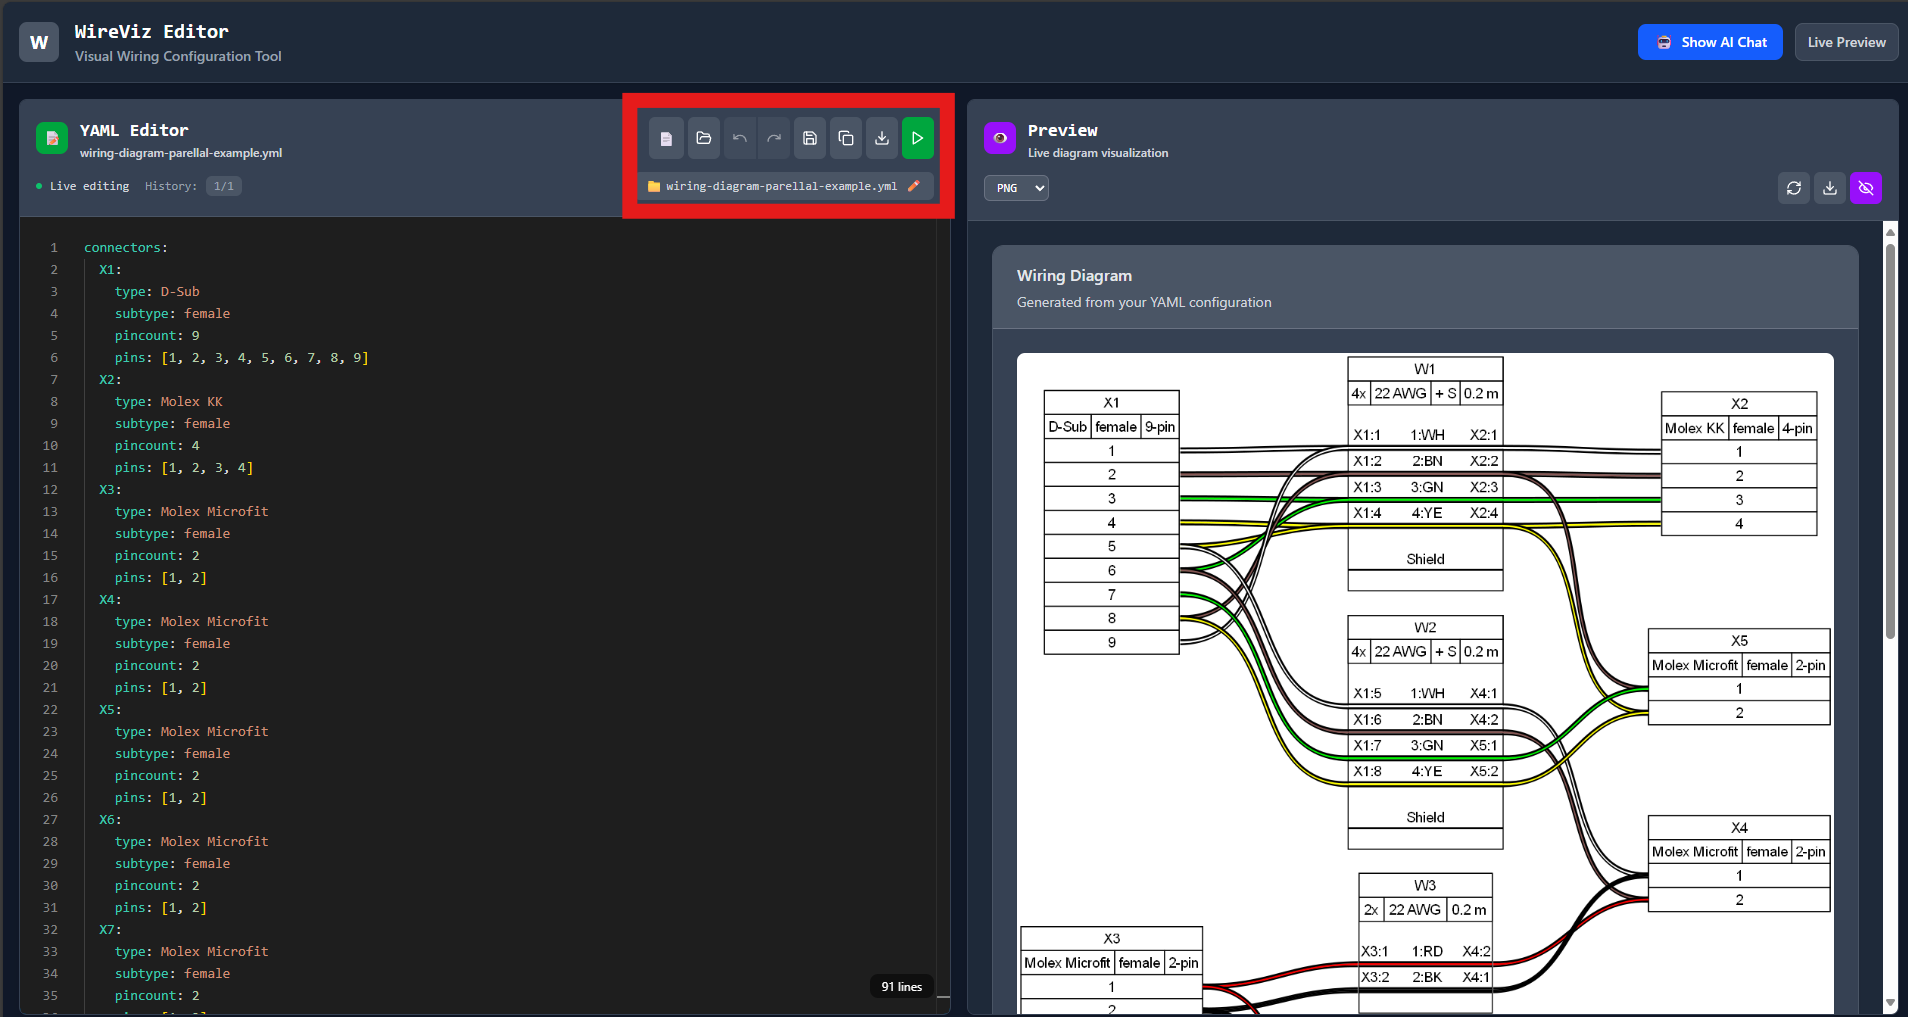 W
WireViz Editor
Visual Wiring Configuration Tool
Show AI Chat
Live Preview
YAML Editor
wiring-diagram-parellal-example.yml
Live editing History: 1/1
wiring-diagram-parellal-example.yml
1 connectors:
2 X1:
3 type: D-Sub
4 subtype: female
5 pincount: 9
6 pins: [1, 2, 3, 4, 5, 6, 7, 8, 9]
7 X2:
8 type: Molex KK
9 subtype: female
10 pincount: 4
11 pins: [1, 2, 3, 4]
12 X3:
13 type: Molex Microfit
14 subtype: female
15 pincount: 2
16 pins: [1, 2]
17 X4:
18 type: Molex Microfit
19 subtype: female
20 pincount: 2
21 pins: [1, 2]
22 X5:
23 type: Molex Microfit
24 subtype: female
25 pincount: 2
26 pins: [1, 2]
27 X6:
28 type: Molex Microfit
29 subtype: female
30 pincount: 2
31 pins: [1, 2]
32 X7:
33 type: Molex Microfit
34 subtype: female
35 pincount: 2
91 lines
Preview
Live diagram visualization
PNG
Wiring Diagram
Generated from your YAML configuration
X1
D-Sub female 9-pin
1
2
3
4
5
6
7
8
9
W1
4x 22 AWG + S 0.2 m
X1:1 1:WH X2:1
X1:2 2:BN X2:2
X1:3 3:GN X2:3
X1:4 4:YE X2:4
Shield
X2
Molex KK female 4-pin
1
2
3
4
W2
4x 22 AWG + S 0.2 m
X1:5 1:WH X4:1
X1:6 2:BN X4:2
X1:7 3:GN X5:1
X1:8 4:YE X5:2
Shield
X5
Molex Microfit female 2-pin
1
2
X4
Molex Microfit female 2-pin
1
2
W3
2x 22 AWG 0.2 m
X3:1 1:RD X4:2
X3:2 2:BK X4:1
X3
Molex Microfit female 2-pin
1
2